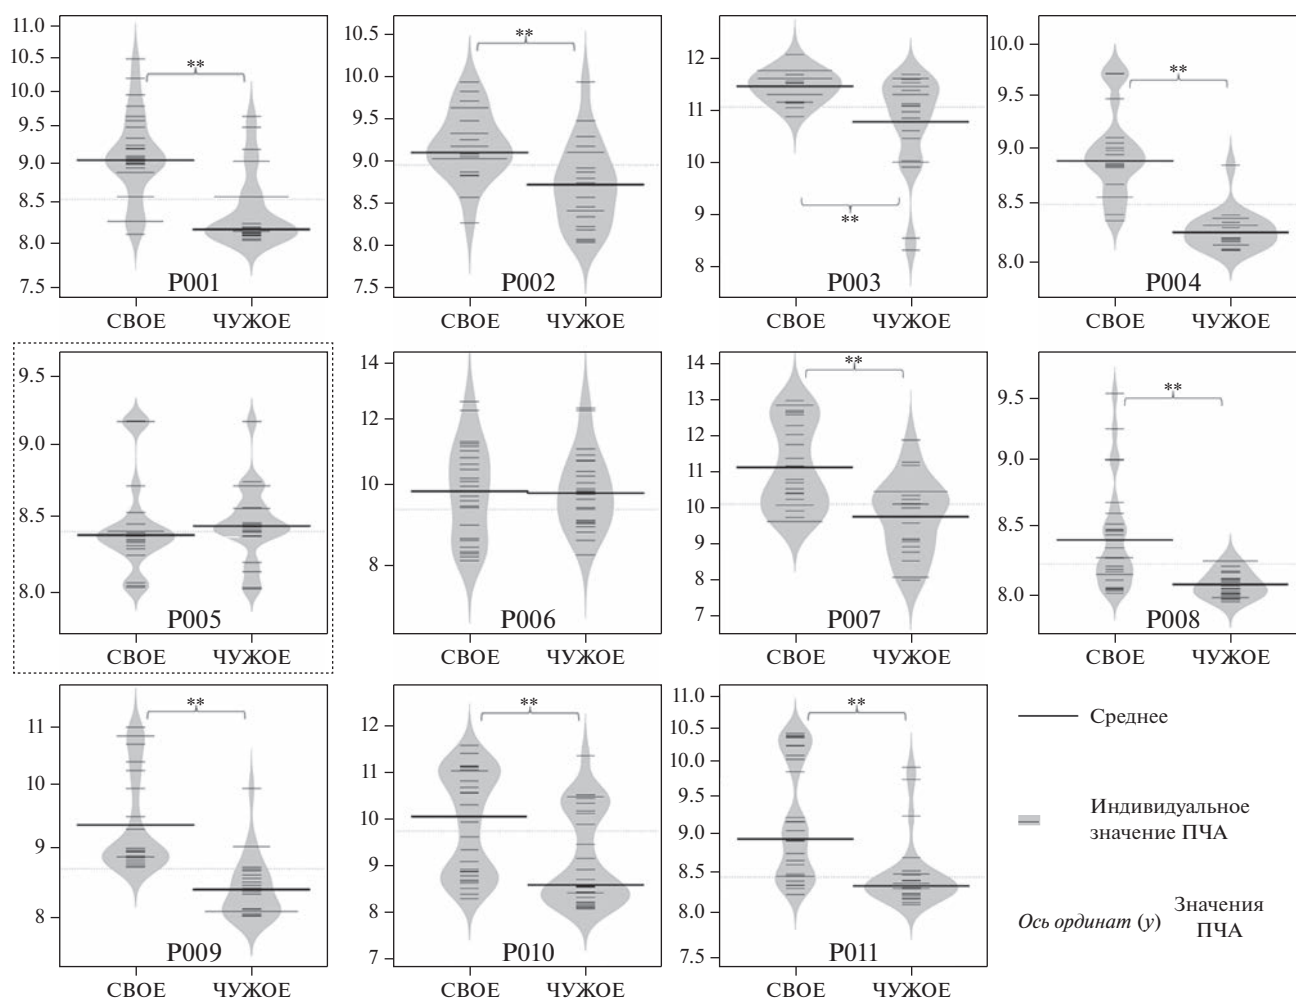 11.0
10.5
10.0
9.5
9.0
8.5
8.0
7.5
**
P001
СВОЕ ЧУЖОЕ
10.5
10.0
9.5
9.0
8.5
8.0
7.5
**
P002
СВОЕ ЧУЖОЕ
12
11
10
9
8
**
P003
СВОЕ ЧУЖОЕ
10.0
9.5
9.0
8.5
8.0
**
P004
СВОЕ ЧУЖОЕ
9.5
9.0
8.5
8.0
P005
СВОЕ ЧУЖОЕ
14
12
10
8
P006
СВОЕ ЧУЖОЕ
14
13
12
11
10
9
8
7
**
P007
СВОЕ ЧУЖОЕ
9.5
9.0
8.5
8.0
**
P008
СВОЕ ЧУЖОЕ
11
10
9
8
**
P009
СВОЕ ЧУЖОЕ
12
11
10
9
8
7
**
P010
СВОЕ ЧУЖОЕ
11.0
10.5
10.0
9.5
9.0
8.5
8.0
7.5
**
P011
СВОЕ ЧУЖОЕ
Среднее
Индивидуальное
значение ПЧА
Ось ординат (y) Значения
ПЧА